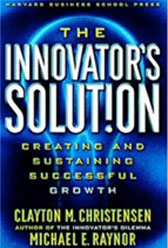 HARVARD BUSINESS SCHOOL PRESS
THE
INNOVATOR'S
SOLUT!ON
CREATING AND
SUSTAINING
SUCCESSFUL
GROWTH
CLAYTON M. CHRISTENSEN
AUTHOR OF THE INNOVATOR'S DILEMMA
MICHAEL E. RAYNOR